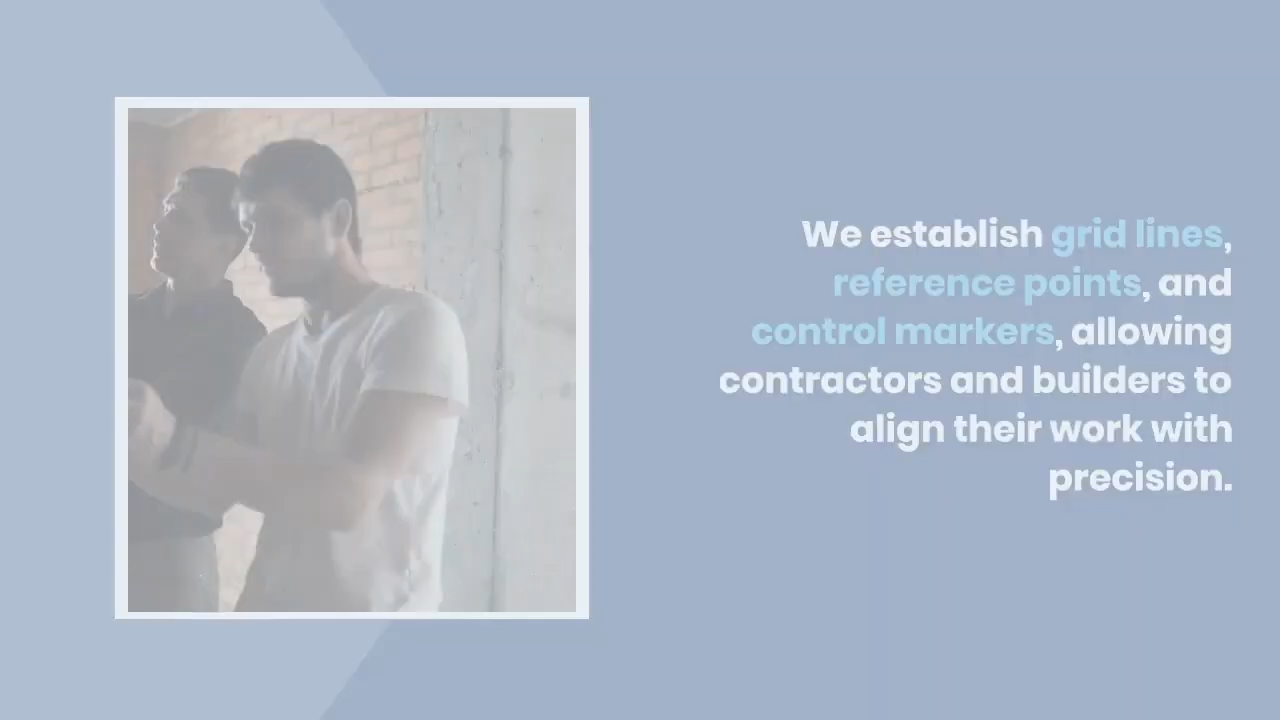 We establish grid lines,
reference points, and
control markers, allowing
contractors and builders to
align their work with
precision.